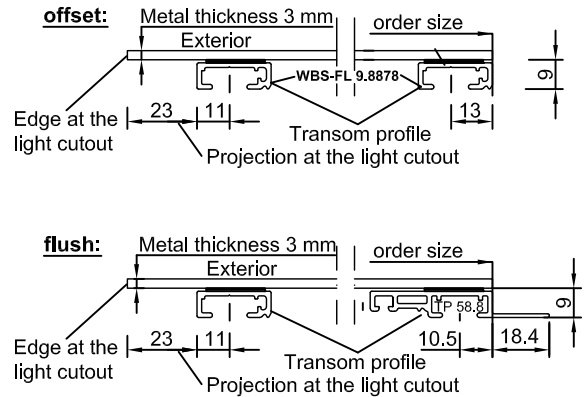 offset:
Metal thickness 3 mm
order size
Exterior
WBS-FL 9.8878
9
23
11
13
Edge at the
light cutout
Transom profile
Projection at the light cutout
flush:
Metal thickness 3 mm
order size
Exterior
TP 58.8
9
23
11
10.5
18.4
Edge at the
light cutout
Transom profile
Projection at the light cutout